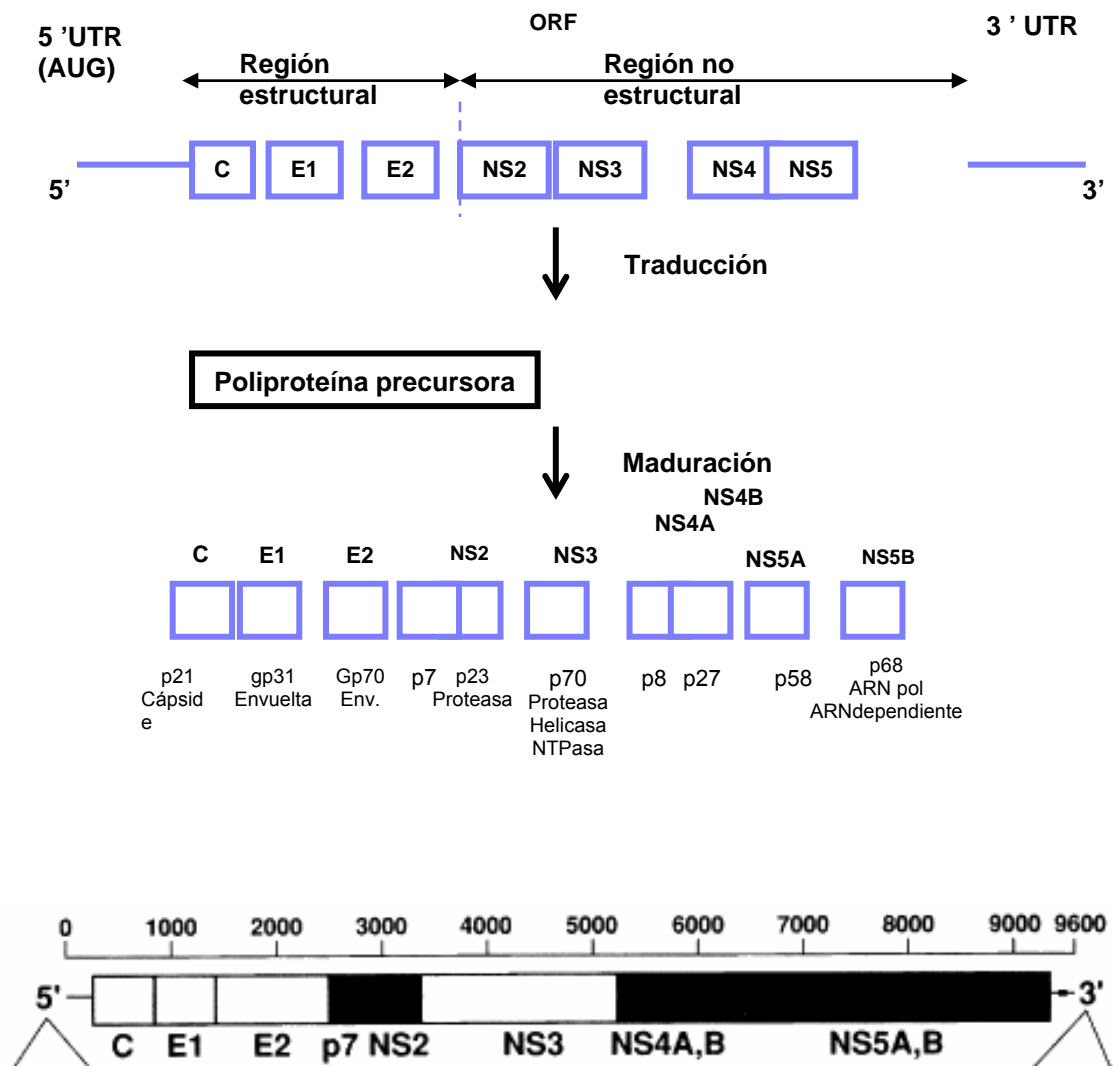 ORF
5 ’UTR
(AUG)
3 ’ UTR
Región
estructural
Región no
estructural
C E1 E2 NS2 NS3 NS4 NS5
5’
3’
Traducción
Poliproteína precursora
Maduración
NS4B
NS4A
C E1 E2 NS2 NS3 NS5A NS5B
p21
Cápsid
e
gp31
Envuelta
Gp70
Env.
p7
p23
Proteasa
p70
Proteasa
Helicasa
NTPasa
p8 p27
p58
p68
ARN pol
ARNdependiente
0 1000 2000 3000 4000 5000 6000 7000 8000 9000 9600
5' 3'
C E1 E2 p7 NS2 NS3 NS4A,B NS5A,B